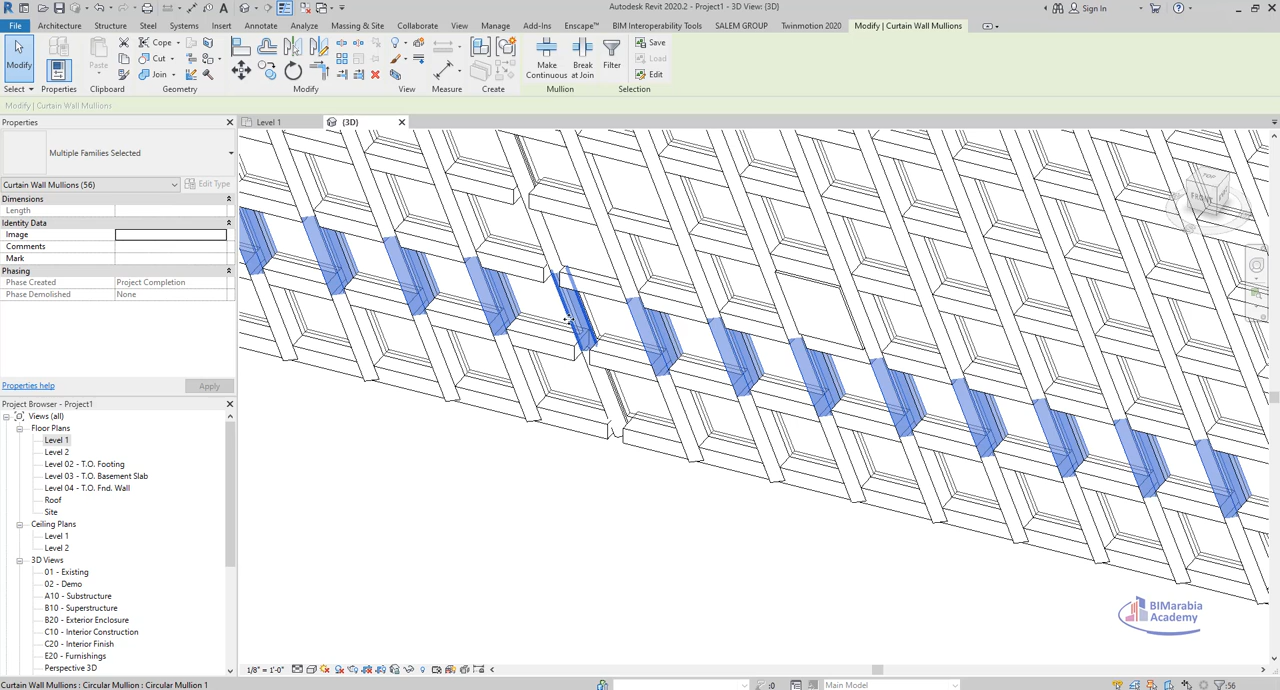 Autodesk Revit 2020.2 - Project1 - 3D View: {3D}
Sign In
File Architecture Structure Steel Systems Insert Annotate Analyze Massing & Site Collaborate View Manage Add-Ins Enscape™ BIM Interoperability Tools SALEM GROUP Twinmotion 2020 Modify | Curtain Wall Mullions
Modify Paste Cope Cut Join Make Continuous Break at Join Filter Save Load Edit
Select Properties Clipboard Geometry Modify View Measure Create Mullion Selection
Modify | Curtain Wall Mullions
Properties
Level 1
{3D}
Multiple Families Selected
Curtain Wall Mullions (56)
Edit Type
Dimensions
Length
Identity Data
Image
Comments
Mark
Phasing
Phase Created Project Completion
Phase Demolished None
Properties help
Apply
Project Browser - Project1
Views (all)
Floor Plans
Level 1
Level 2
Level 02 - T.O. Footing
Level 03 - T.O. Basement Slab
Level 04 - T.O. Fnd. Wall
Roof
Site
Ceiling Plans
Level 1
Level 2
3D Views
01 - Existing
02 - Demo
A10 - Substructure
B10 - Superstructure
B20 - Exterior Enclosure
C10 - Interior Construction
C20 - Interior Finish
E20 - Furnishings
Perspective 3D
FRONT
BIMarabia
Academy
1/8" = 1'-0"
Curtain Wall Mullions : Circular Mullion : Circular Mullion 1
:0
Main Model
:56